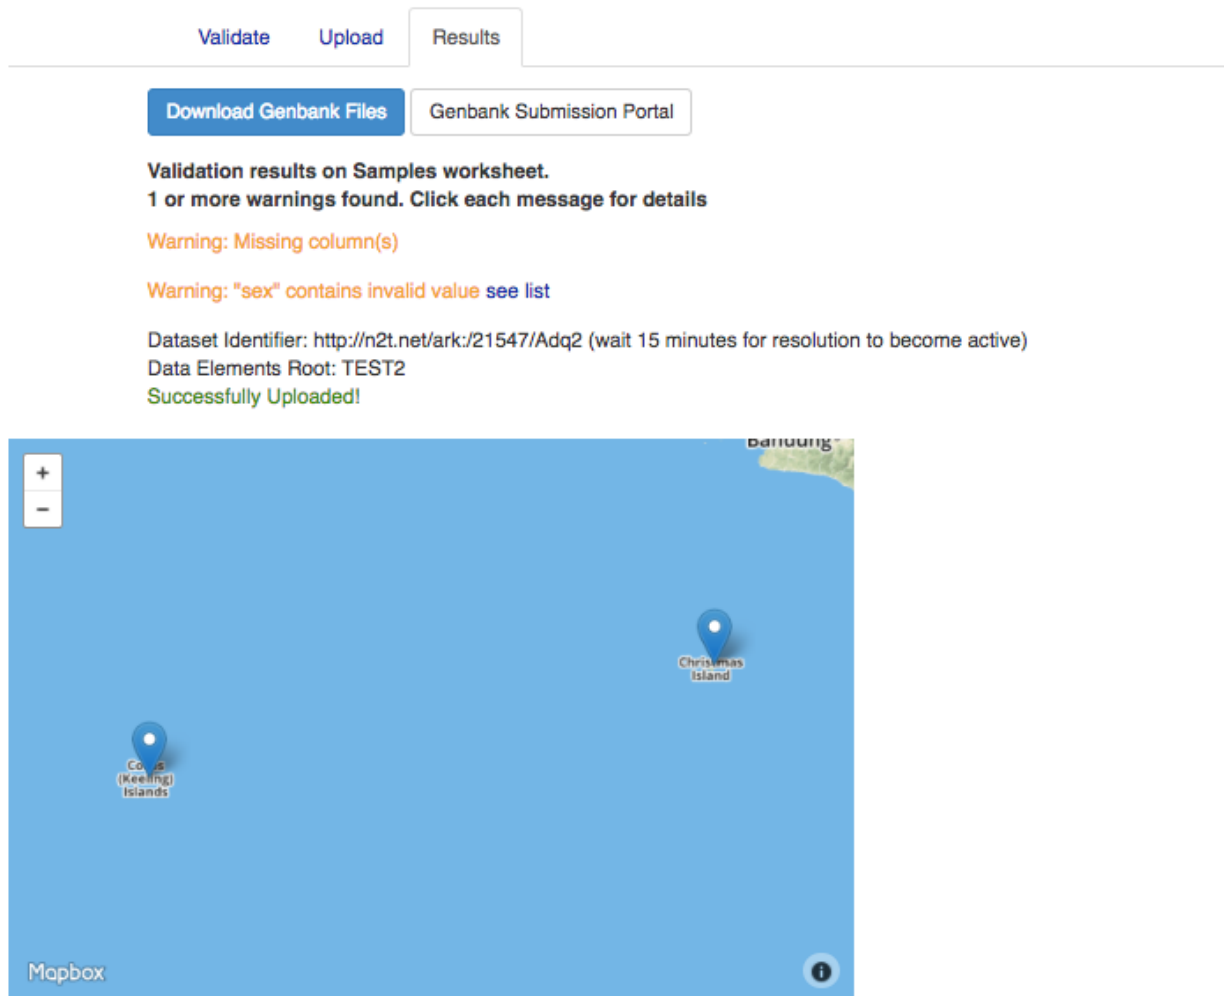 Validate Upload Results
Download Genbank Files Genbank Submission Portal
Validation results on Samples worksheet.
1 or more warnings found. Click each message for details
Warning: Missing column(s)
Warning: "sex" contains invalid value see list
Dataset Identifier: http://n2t.net/ark:/21547/Adq2 (wait 15 minutes for resolution to become active)
Data Elements Root: TEST2
Successfully Uploaded!
Bandung
+
−
Christmas
Island
Cocos
(Keeling)
Islands
Mapbox
i